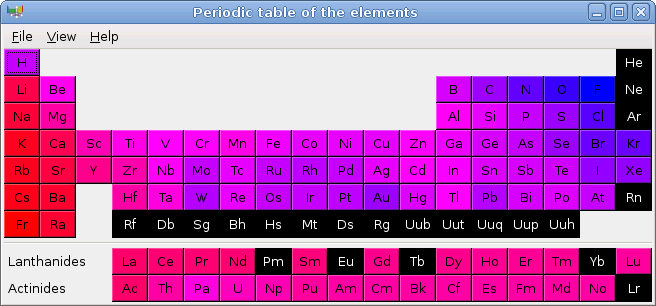 Periodic table of the elements
File View Help
H He
Li Be B C N O F Ne
Na Mg Al Si P S Cl Ar
K Ca Sc Ti V Cr Mn Fe Co Ni Cu Zn Ga Ge As Se Br Kr
Rb Sr Y Zr Nb Mo Tc Ru Rh Pd Ag Cd In Sn Sb Te I Xe
Cs Ba Hf Ta W Re Os Ir Pt Au Hg Tl Pb Bi Po At Rn
Fr Ra Rf Db Sg Bh Hs Mt Ds Rg Uub Uut Uuq Uup Uuh
Lanthanides La Ce Pr Nd Pm Sm Eu Gd Tb Dy Ho Er Tm Yb Lu
Actinides Ac Th Pa U Np Pu Am Cm Bk Cf Es Fm Md No Lr